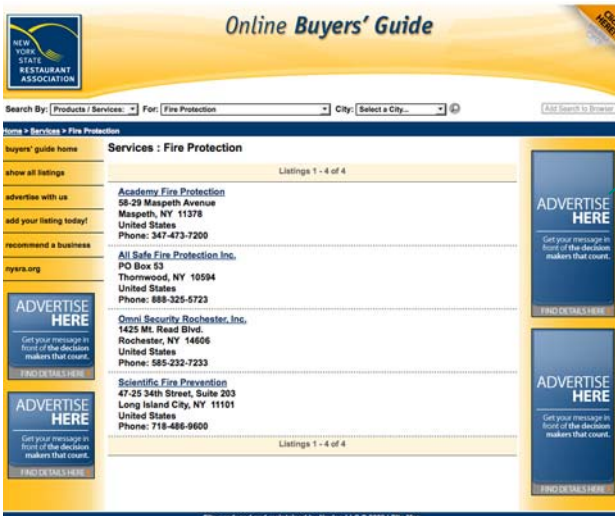 Online Buyers' Guide
NEW
YORK
STATE
RESTAURANT
ASSOCIATION
HERE!
Search By: Products / Services: For: Fire Protection City: Select a City... Add Search to Browser
Home > Services > Fire Protection
buyers' guide home
show all listings
advertise with us
add your listing today!
recommend a business
nysra.org
ADVERTISE
HERE
Get your message in
front of the decision
makers that count.
FIND DETAILS HERE
ADVERTISE
HERE
Get your message in
front of the decision
makers that count.
FIND DETAILS HERE
Services : Fire Protection
Listings 1 - 4 of 4
Academy Fire Protection
58-29 Maspeth Avenue
Maspeth, NY 11378
United States
Phone: 347-473-7200
All Safe Fire Protection Inc.
PO Box 53
Thornwood, NY 10594
United States
Phone: 888-325-5723
Omni Security Rochester, Inc.
1425 Mt. Read Blvd.
Rochester, NY 14606
United States
Phone: 585-232-7233
Scientific Fire Prevention
47-25 34th Street, Suite 203
Long Island City, NY 11101
United States
Phone: 718-486-9600
Listings 1 - 4 of 4
ADVERTISE
HERE
Get your message in
front of the decision
makers that count.
FIND DETAILS HERE
ADVERTISE
HERE
Get your message in
front of the decision
makers that count.
FIND DETAILS HERE